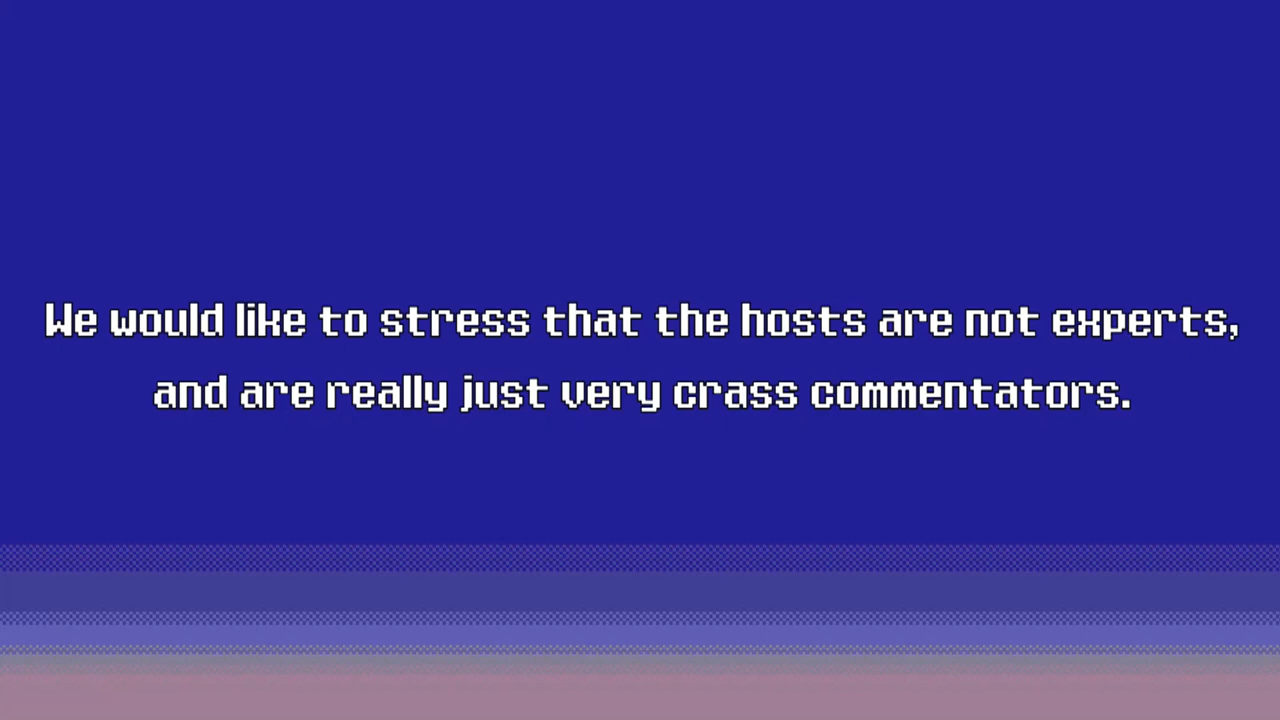 We would like to stress that the hosts are not experts,
and are really just very crass commentators.